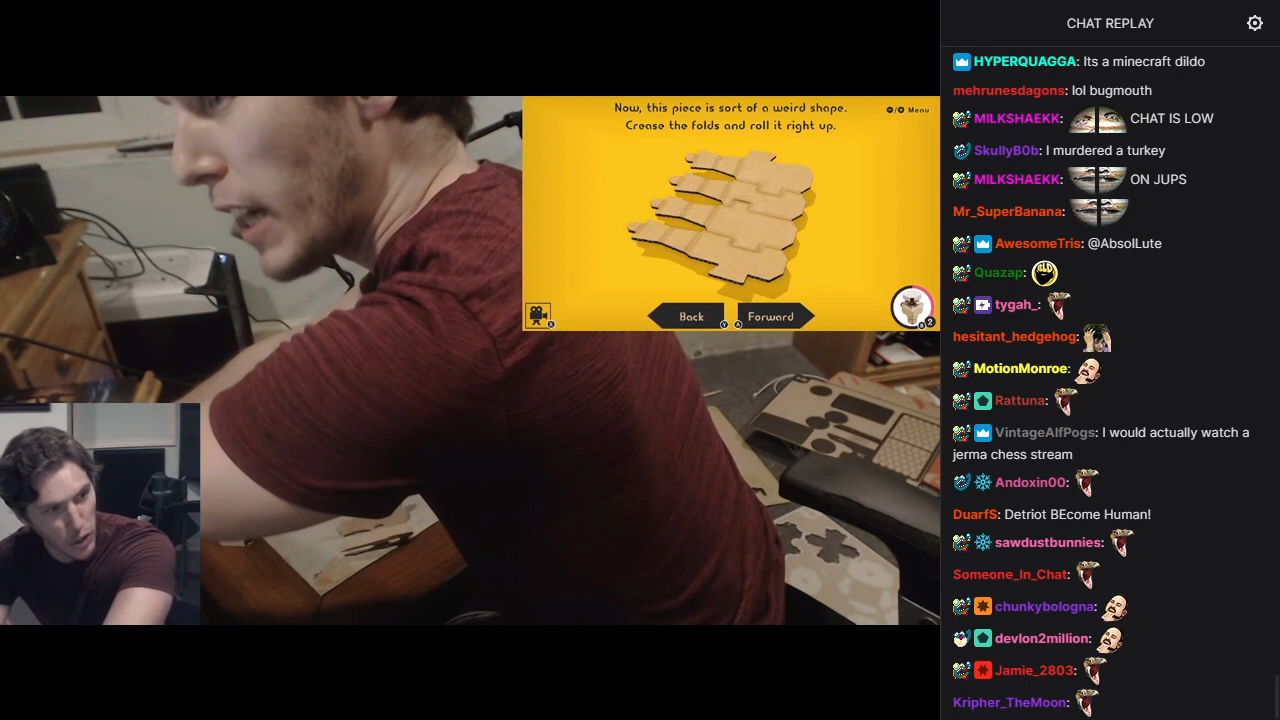 Now, this piece is sort of a weird shape.
Crease the folds and roll it right up.
Menu
Back
Forward
CHAT REPLAY
HYPERQUAGGA: Its a minecraft dildo
mehrunesdagons: lol bugmouth
MILKSHAEKK: CHAT IS LOW
SkullyB0b: I murdered a turkey
MILKSHAEKK: ON JUPS
Mr_SuperBanana:
AwesomeTris: @AbsolLute
Quazap:
tygah_:
hesitant_hedgehog:
MotionMonroe:
Rattuna:
VintageAlfPogs: I would actually watch a
jerma chess stream
Andoxin00:
DuarfS: Detriot BEcome Human!
sawdustbunnies:
Someone_In_Chat:
chunkybologna:
devlon2million:
Jamie_2803:
Kripher_TheMoon: